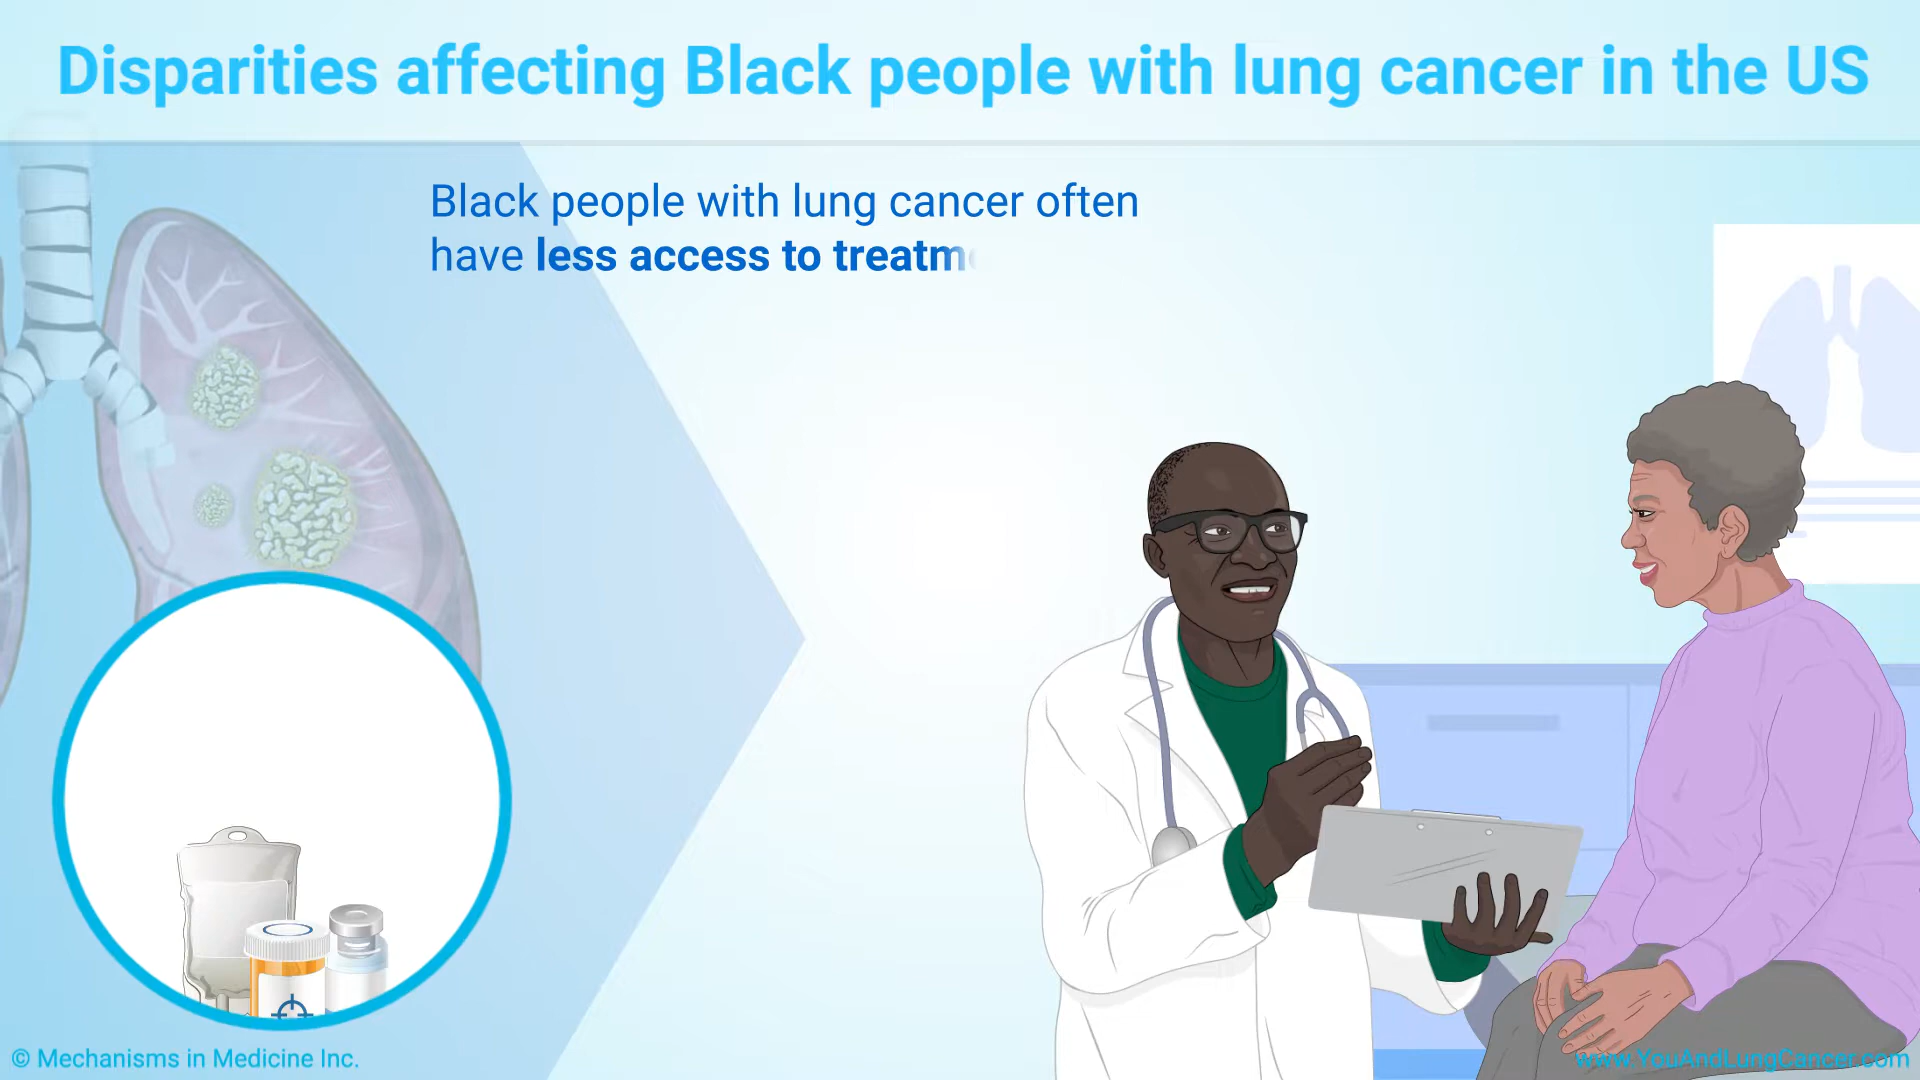 Disparities affecting Black people with lung cancer in the US
Black people with lung cancer often
have less access to treatm
© Mechanisms in Medicine Inc.
www.YouAndLungCancer.com